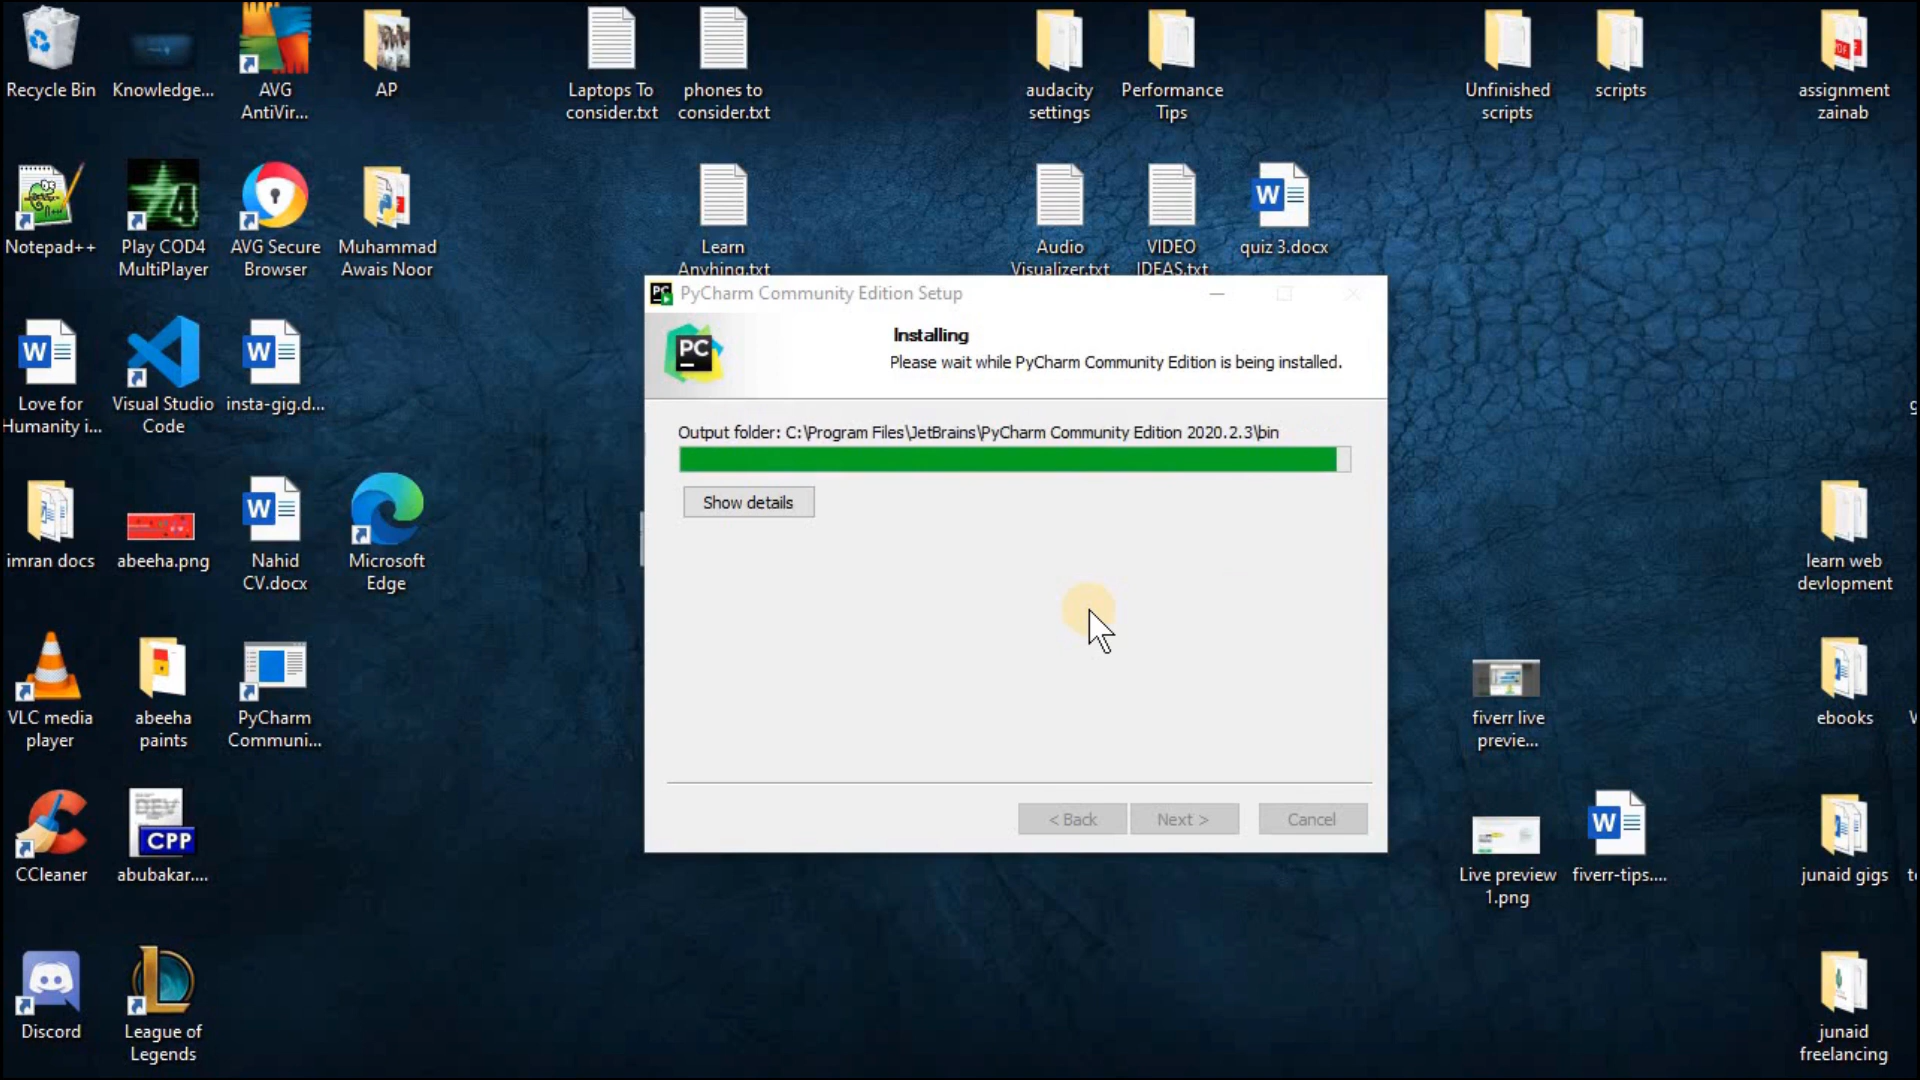 Recycle Bin
Knowledge...
AVG
AntiVir...
AP
Laptops To
consider.txt
phones to
consider.txt
audacity
settings
Performance
Tips
Unfinished
scripts
scripts
assignment
zainab
Notepad++
Play COD4
MultiPlayer
AVG Secure
Browser
Muhammad
Awais Noor
Learn
Anyhing.txt
Audio
Visualizer.txt
VIDEO
IDEAS.txt
quiz 3.docx
PyCharm Community Edition Setup
Installing
Please wait while PyCharm Community Edition is being installed.
Output folder: C:\Program Files\JetBrains\PyCharm Community Edition 2020.2.3\bin
Show details
< Back
Next >
Cancel
Love for
Humanity i...
Visual Studio
Code
insta-gig.d...
imran docs
abeeha.png
Nahid
CV.docx
Microsoft
Edge
learn web
devlopment
VLC media
player
abeeha
paints
PyCharm
Communi...
fiverr live
previe...
ebooks
CCleaner
DEV
CPP
abubakar....
Live preview
1.png
fiverr-tips....
junaid gigs
Discord
League of
Legends
junaid
freelancing